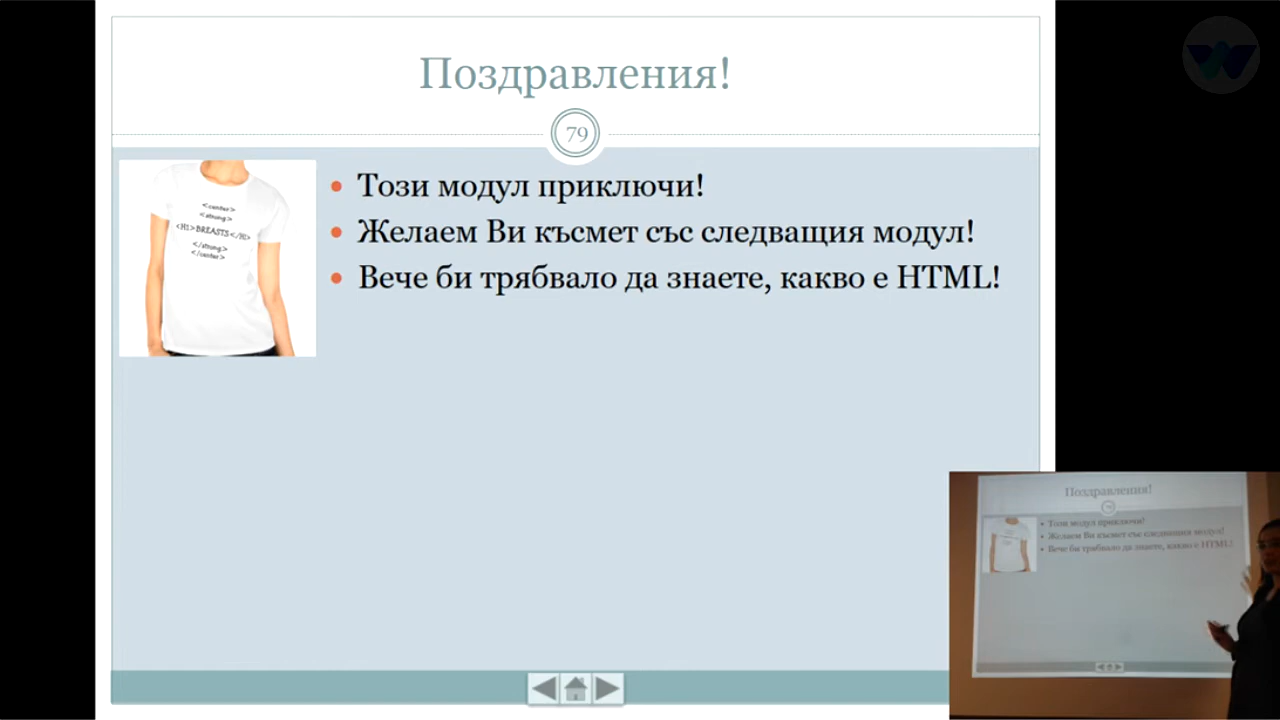 Поздравления!
79
<center>
<strong>
<H1>BREASTS</H1>
</strong>
</center>
• Този модул приключи!
• Желаем Ви късмет със следващия модул!
• Вече би трябвало да знаете, какво е HTML!
Поздравления!
• Този модул приключи!
• Желаем Ви късмет със следващия модул!
• Вече би трябвало да знаете, какво е HTML!